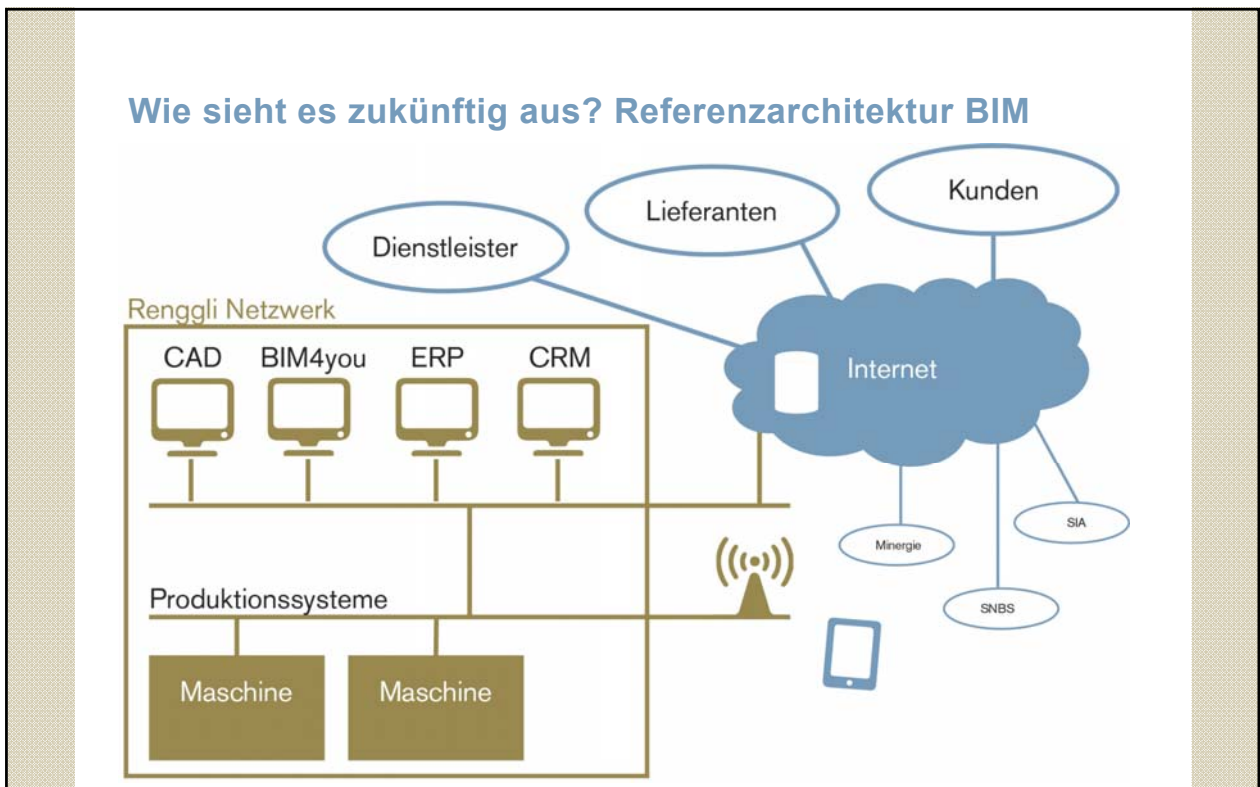 Wie sieht es zukünftig aus? Referenzarchitektur BIM
Kunden
Lieferanten
Dienstleister
Renggli Netzwerk
CAD BIM4you ERP CRM
Internet
SIA
Minergie
Produktionssysteme
SNBS
Maschine Maschine